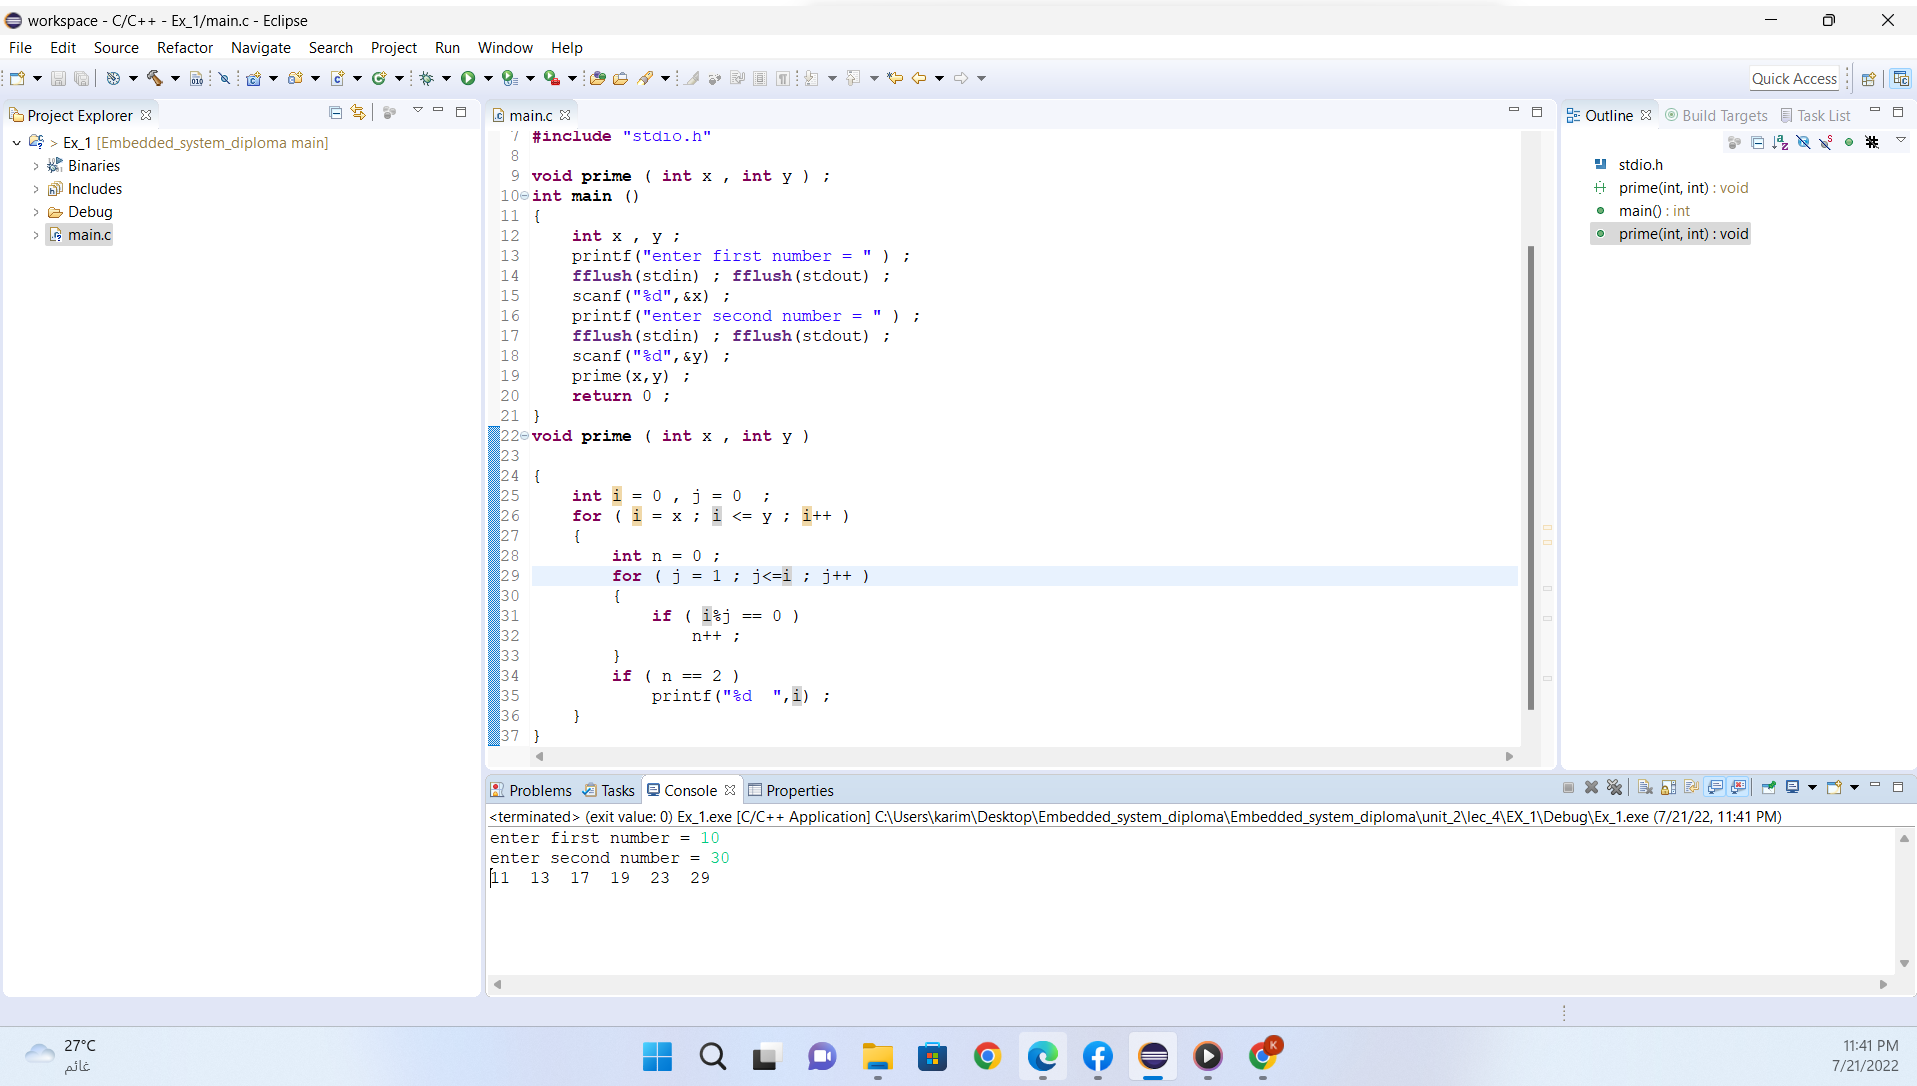 workspace - C/C++ - Ex_1/main.c - Eclipse
File Edit Source Refactor Navigate Search Project Run Window Help
Quick Access
Project Explorer
Ex_1 [Embedded_system_diploma main]
Binaries
Includes
Debug
main.c
main.c
7 #include "stdio.h"
8
9 void prime ( int x , int y ) ;
10 int main ()
11 {
12 int x , y ;
13 printf("enter first number = " ) ;
14 fflush(stdin) ; fflush(stdout) ;
15 scanf("%d",&x) ;
16 printf("enter second number = " ) ;
17 fflush(stdin) ; fflush(stdout) ;
18 scanf("%d",&y) ;
19 prime(x,y) ;
20 return 0 ;
21 }
22 void prime ( int x , int y )
23
24 {
25 int i = 0 , j = 0 ;
26 for ( i = x ; i <= y ; i++ )
27 {
28 int n = 0 ;
29 for ( j = 1 ; j<=i ; j++ )
30 {
31 if ( i%j == 0 )
32 n++ ;
33 }
34 if ( n == 2 )
35 printf("%d  ",i) ;
36 }
37 }
Outline Build Targets Task List
stdio.h
prime(int, int) : void
main() : int
prime(int, int) : void
Problems Tasks Console Properties
<terminated> (exit value: 0) Ex_1.exe [C/C++ Application] C:\Users\karim\Desktop\Embedded_system_diploma\Embedded_system_diploma\unit_2\lec_4\EX_1\Debug\Ex_1.exe (7/21/22, 11:41 PM)
enter first number = 10
enter second number = 30
11 13 17 19 23 29
27°C
غائم
K
11:41 PM
7/21/2022